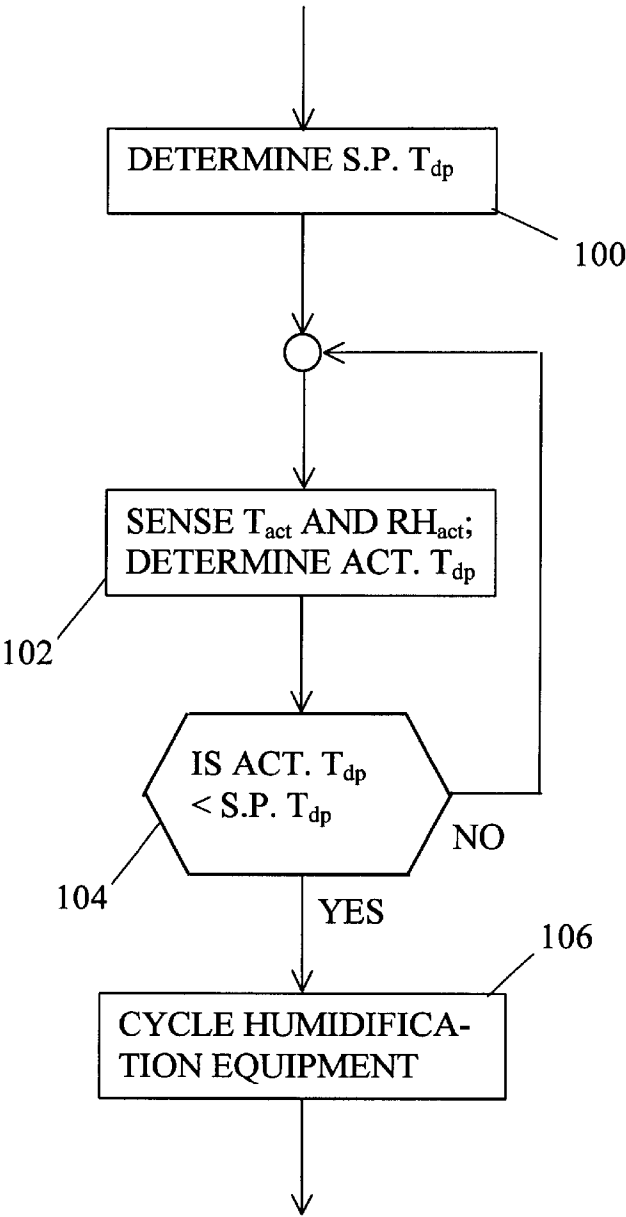 DETERMINE S.P. Tdp
100
SENSE Tact AND RHact;
DETERMINE ACT. Tdp
102
IS ACT. Tdp
< S.P. Tdp
NO
104
YES
106
CYCLE HUMIDIFICA-
TION EQUIPMENT